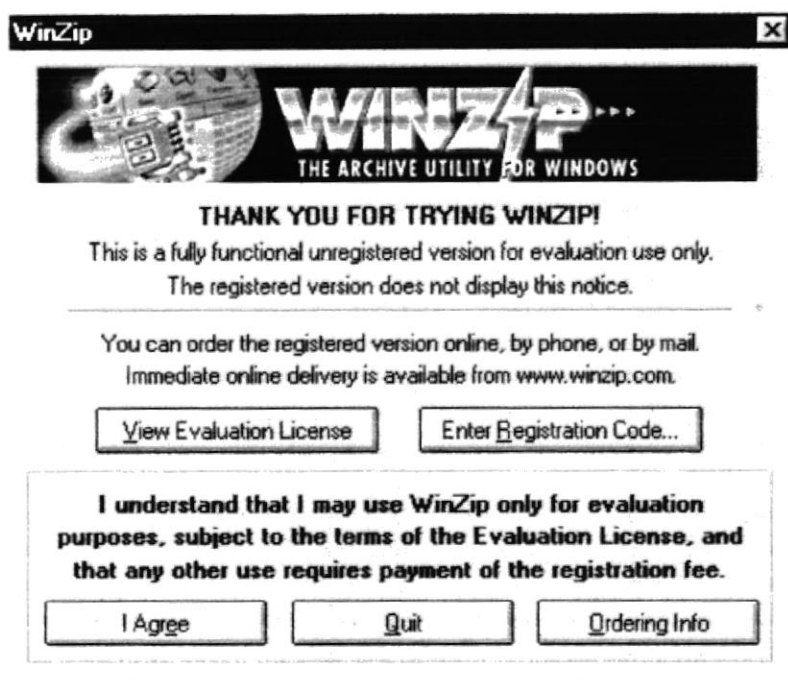 WinZip
WINZIP
THE ARCHIVE UTILITY FOR WINDOWS
THANK YOU FOR TRYING WINZIP!
This is a fully functional unregistered version for evaluation use only.
The registered version does not display this notice.
You can order the registered version online, by phone, or by mail.
Immediate online delivery is available from www.winzip.com.
View Evaluation License
Enter Registration Code...
I understand that I may use WinZip only for evaluation
purposes, subject to the terms of the Evaluation License, and
that any other use requires payment of the registration fee.
I Agree
Quit
Ordering Info